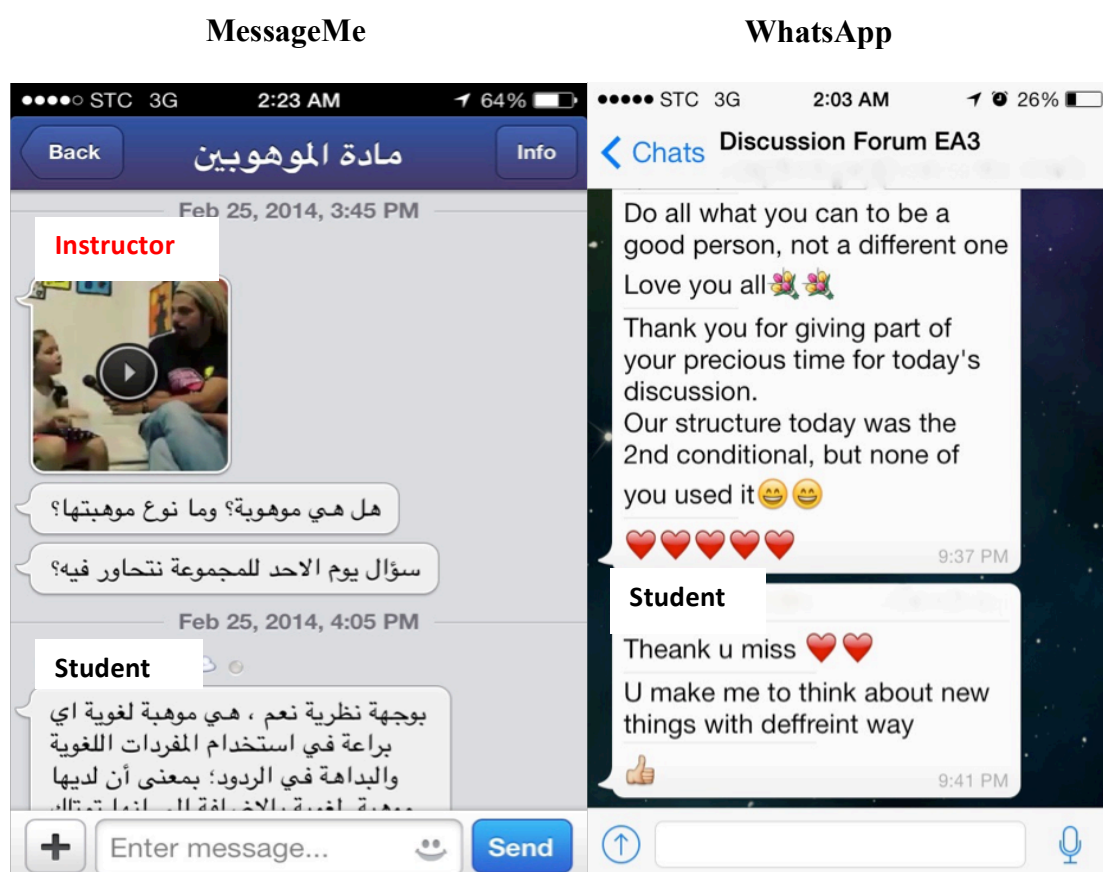 MessageMe
WhatsApp
STC 3G 2:23 AM 64%
Back
مادة الموهوبين
Info
Feb 25, 2014, 3:45 PM
Instructor
هل هي موهوبة؟ وما نوع موهبتها؟
سؤال يوم الاحد للمجموعة نتحاور فيه؟
Feb 25, 2014, 4:05 PM
Student
بوجهة نظرية نعم ، هي موهبة لغوية اي
براعة في استخدام المفردات اللغوية
والبداهة في الردود؛ بمعنى أن لديها
Enter message...
Send
STC 3G 2:03 AM 26%
Chats
Discussion Forum EA3
Do all what you can to be a
good person, not a different one
Love you all💐💐
Thank you for giving part of
your precious time for today's
discussion.
Our structure today was the
2nd conditional, but none of
you used it😄😄
❤❤❤❤❤
9:37 PM
Student
Theank u miss ❤❤
U make me to think about new
things with deffreint way
👍
9:41 PM